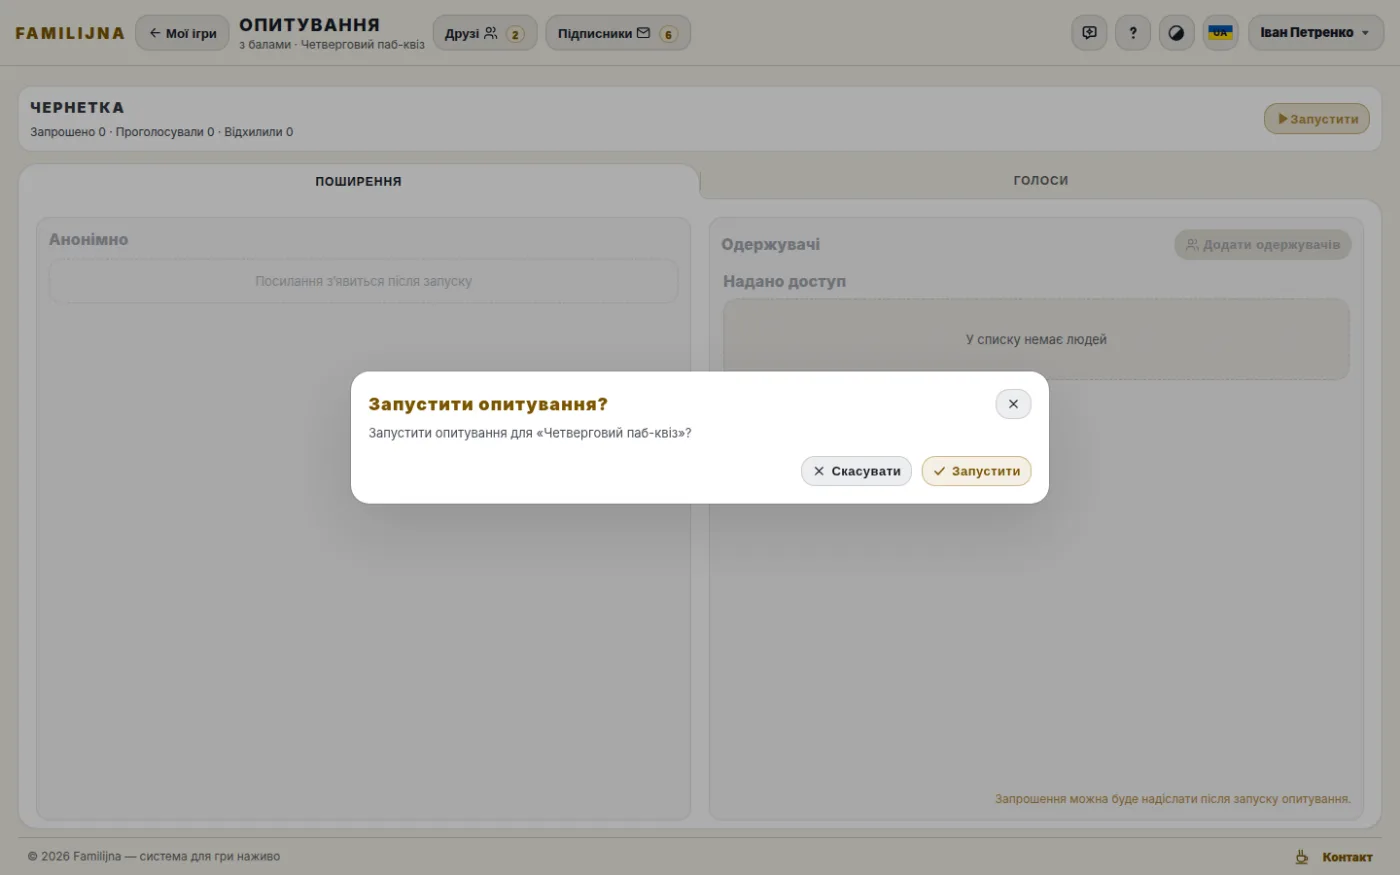 FAMILIJNA
← Мої ігри
ОПИТУВАННЯ
з балами · Четверговий паб-квіз
Друзі 2
Підписники 6
?
UA
Іван Петренко
ЧЕРНЕТКА
Запрошено 0 · Проголосували 0 · Відхилили 0
Запустити
ПОШИРЕННЯ
ГОЛОСИ
Анонімно
Посилання з'явиться після запуску
Одержувачі
Додати одержувачів
Надано доступ
У списку немає людей
Запустити опитування?
Запустити опитування для «Четверговий паб-квіз»?
Скасувати
Запустити
Запрошення можна буде надіслати після запуску опитування.
© 2026 Familijna — система для гри наживо
Контакт